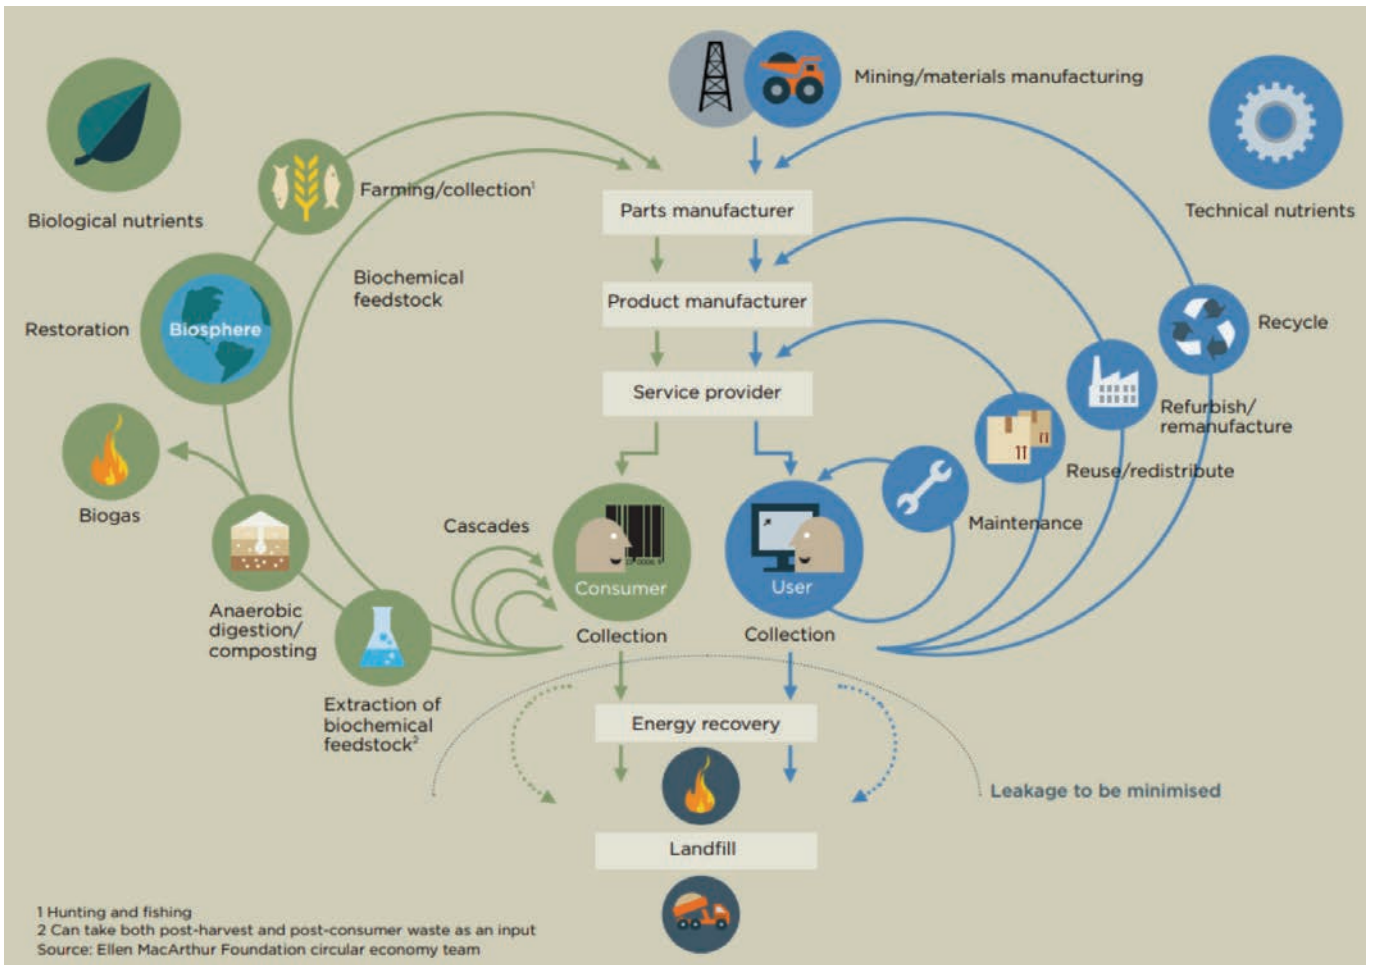 Mining/materials manufacturing
Biological nutrients
Technical nutrients
Farming/collection¹
Parts manufacturer
Biochemical
feedstock
Product manufacturer
Restoration
Biosphere
Recycle
Service provider
Refurbish/
remanufacture
Reuse/redistribute
Biogas
Cascades
Maintenance
Consumer
User
Anaerobic
digestion/
composting
Collection
Collection
Extraction of
biochemical
feedstock²
Energy recovery
Leakage to be minimised
Landfill
1 Hunting and fishing
2 Can take both post-harvest and post-consumer waste as an input
Source: Ellen MacArthur Foundation circular economy team